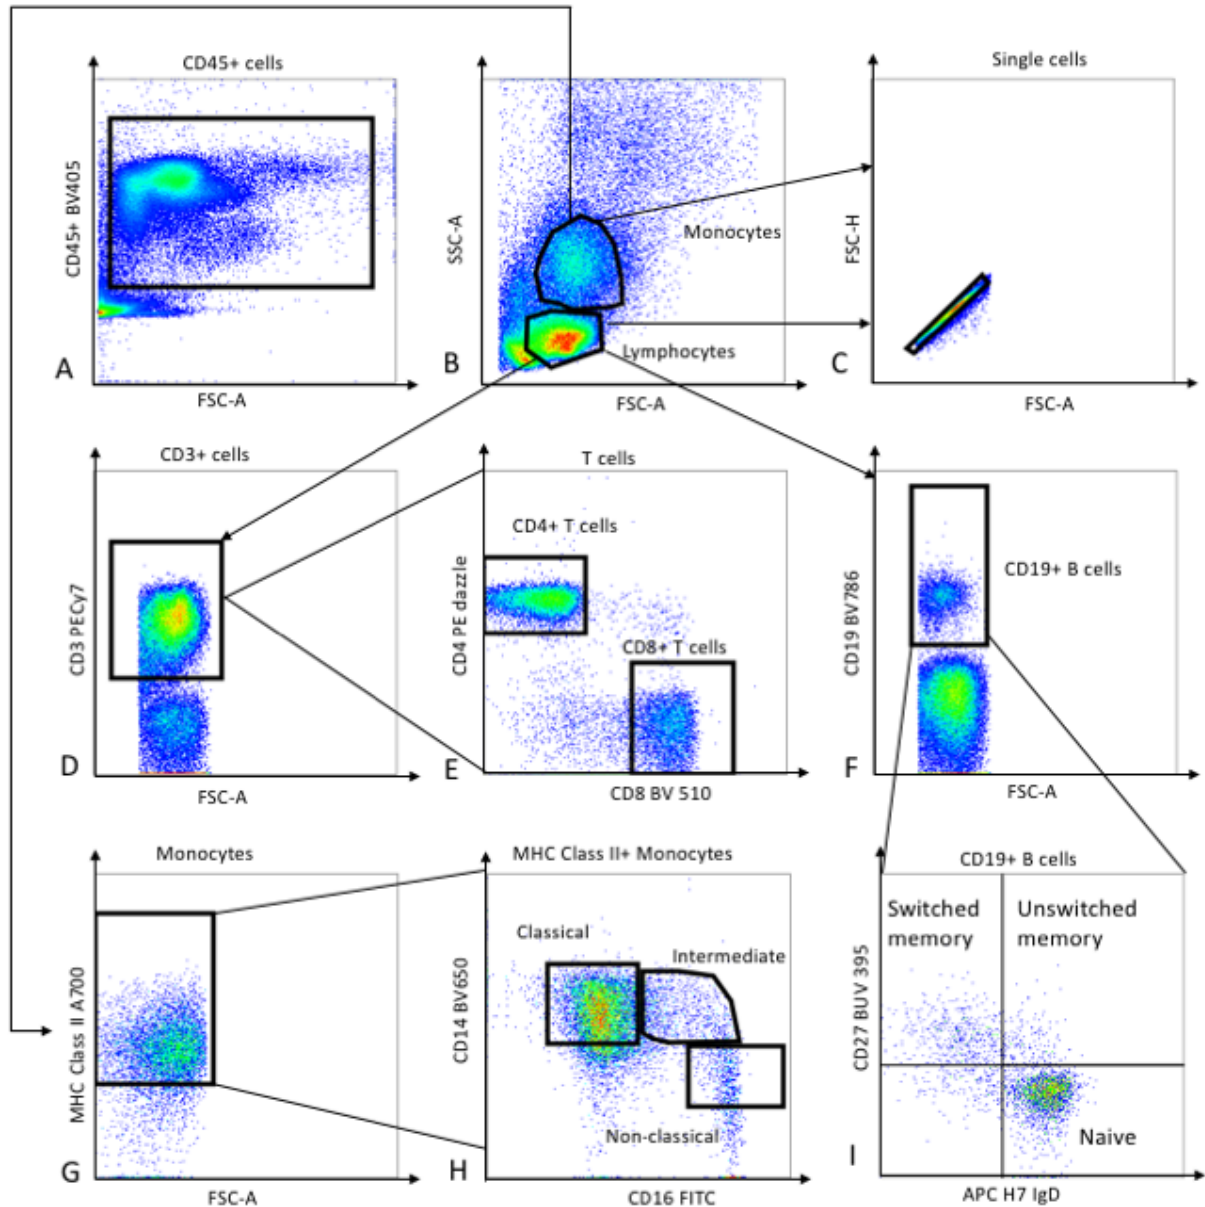 CD45+ cells
CD45+ BV405
A
FSC-A
SSC-A
Monocytes
Lymphocytes
B
FSC-A
Single cells
FSC-H
C
FSC-A
CD3+ cells
CD3 PECy7
D
FSC-A
T cells
CD4+ T cells
CD4 PE dazzle
CD8+ T cells
E
CD8 BV 510
CD19+ B cells
CD19 BV786
F
FSC-A
Monocytes
MHC Class II A700
G
FSC-A
MHC Class II+ Monocytes
Classical
Intermediate
CD14 BV650
Non-classical
H
CD16 FITC
CD19+ B cells
Switched
memory
Unswitched
memory
CD27 BUV 395
Naive
I
APC H7 IgD